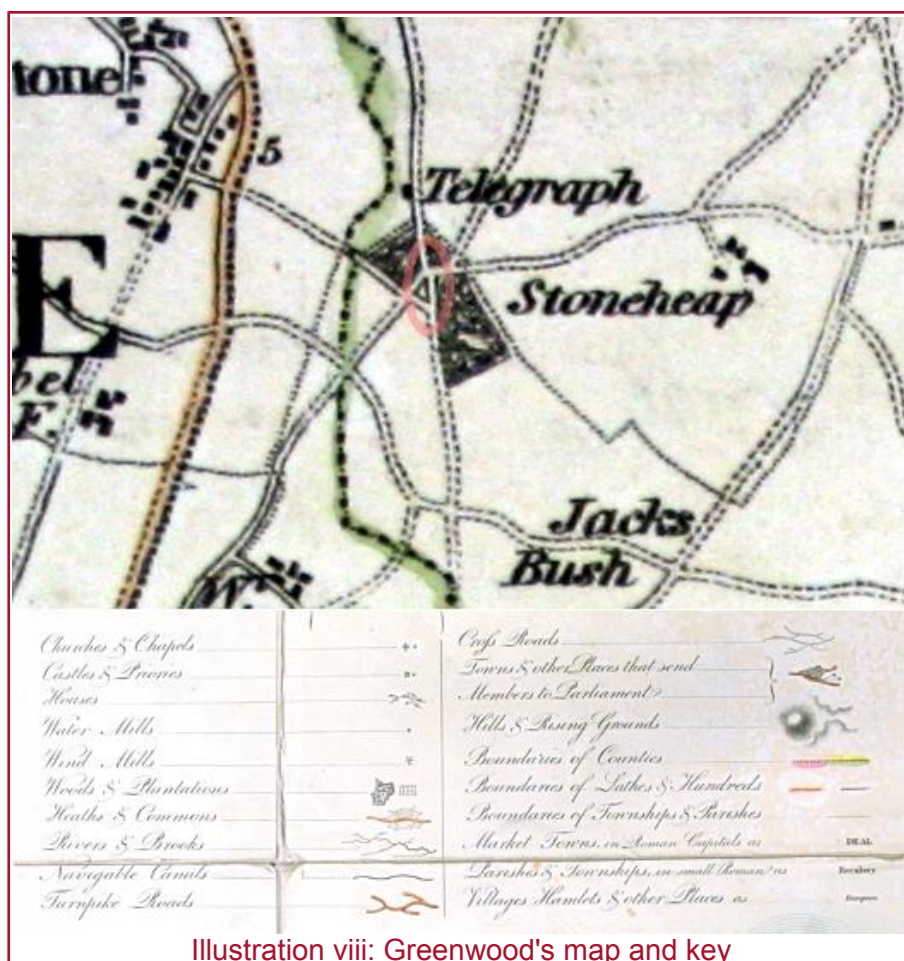 tone
5
Telegraph
Stoneheap
E
bel
F.
Jacks
Bush
W
Churches & Chapels
Castles & Priories
Houses
Water Mills
Wind Mills
Woods & Plantations
Heaths & Commons
Rivers & Brooks
Navigable Canals
Turnpike Roads
Crofs Roads
Towns & other Places that send
Members to Parliament
Hills & Rising Grounds
Boundaries of Counties
Boundaries of Lathes & Hundreds
Boundaries of Townships & Parishes
Market Towns, in Roman Capitals as DEAL
Parishes & Townships, in small Roman as Reculver
Villages Hamlets & other Places as
Illustration viii: Greenwood's map and key